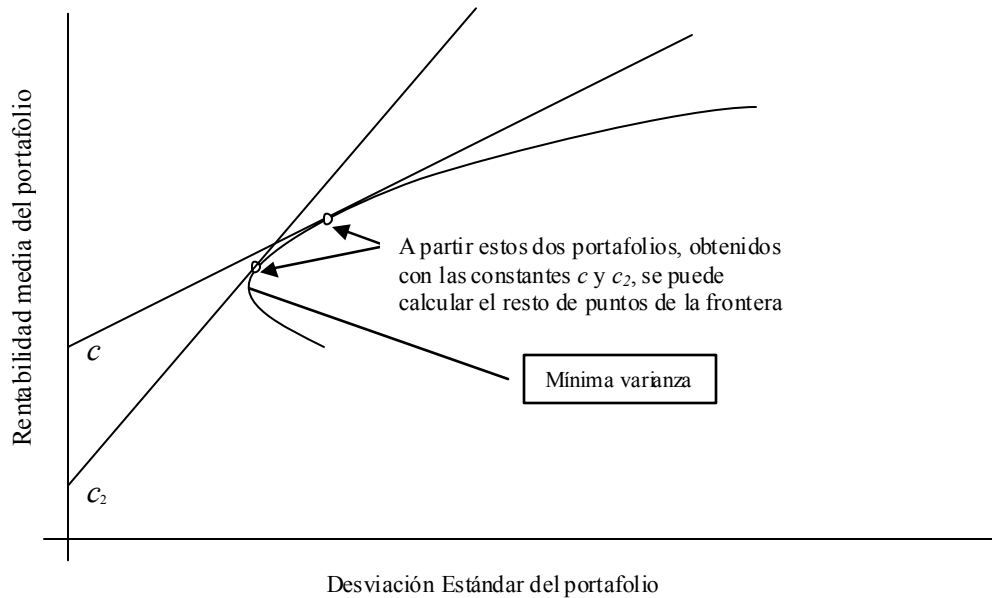 Rentabilidad media del portafolio
A partir estos dos portafolios, obtenidos
con las constantes c y c2, se puede
calcular el resto de puntos de la frontera
c
Mínima varianza
c2
Desviación Estándar del portafolio